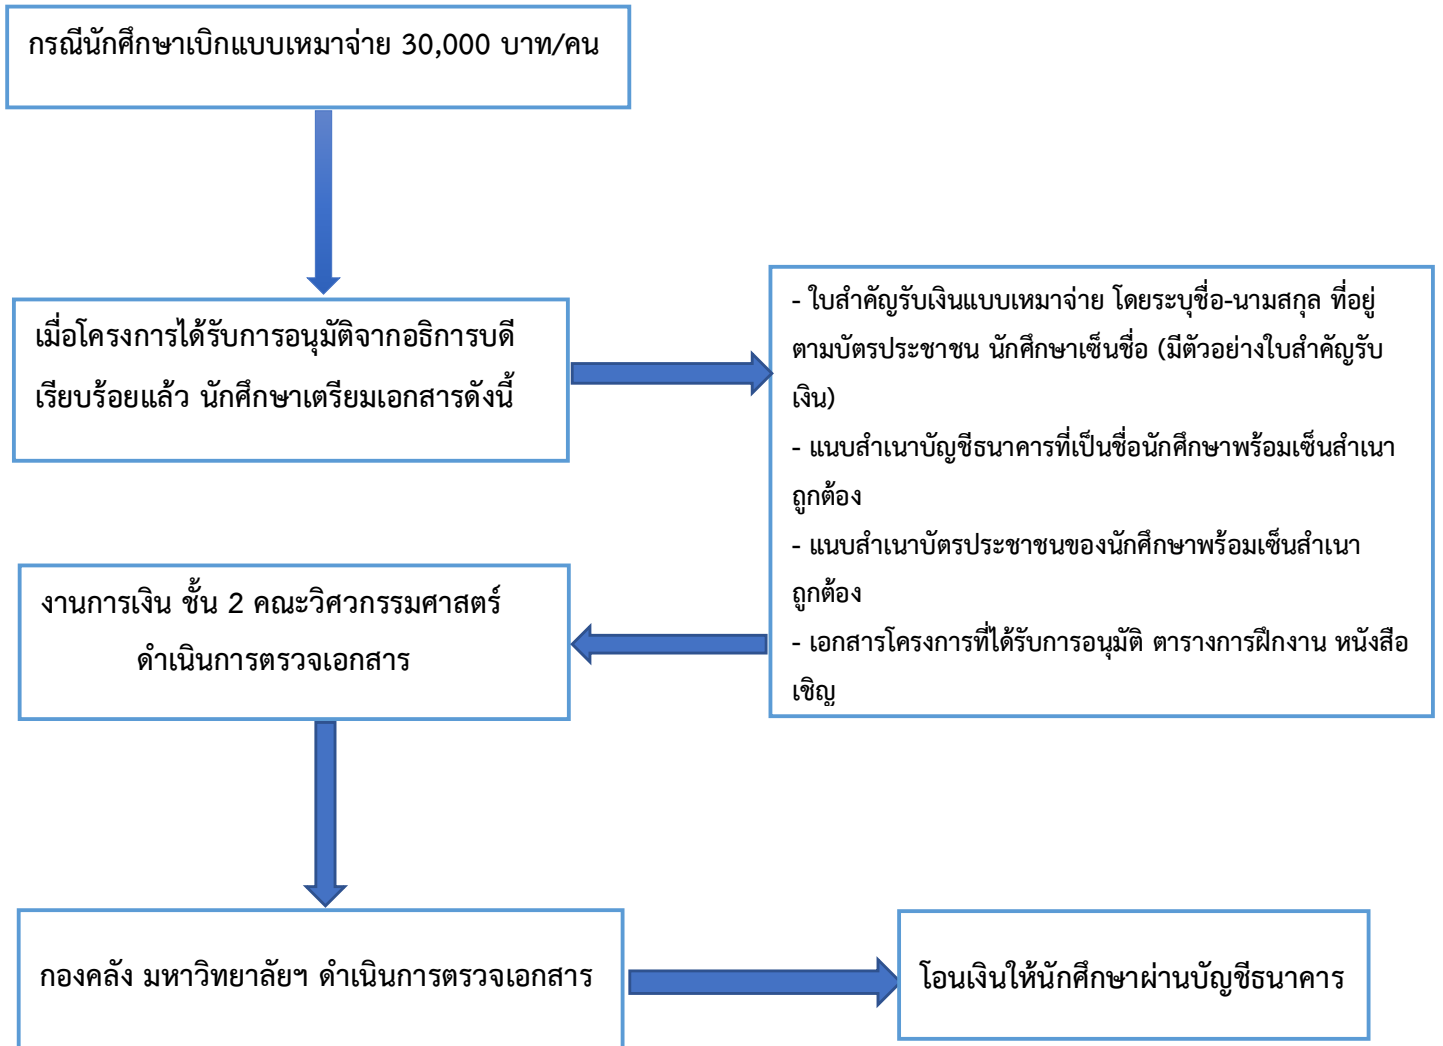 กรณีนักศึกษาเบิกแบบเหมาจ่าย 30,000 บาท/คน
เมื่อโครงการได้รับการอนุมัติจากอธิการบดี
เรียบร้อยแล้ว นักศึกษาเตรียมเอกสารดังนี้
- ใบสำคัญรับเงินแบบเหมาจ่าย โดยระบุชื่อ-นามสกุล ที่อยู่
ตามบัตรประชาชน นักศึกษาเซ็นชื่อ (มีตัวอย่างใบสำคัญรับ
เงิน)
- แนบสำเนาบัญชีธนาคารที่เป็นชื่อนักศึกษาพร้อมเซ็นสำเนา
ถูกต้อง
- แนบสำเนาบัตรประชาชนของนักศึกษาพร้อมเซ็นสำเนา
ถูกต้อง
- เอกสารโครงการที่ได้รับการอนุมัติ ตารางการฝึกงาน หนังสือ
เชิญ
งานการเงิน ชั้น 2 คณะวิศวกรรมศาสตร์
ดำเนินการตรวจเอกสาร
กองคลัง มหาวิทยาลัยฯ ดำเนินการตรวจเอกสาร
โอนเงินให้นักศึกษาผ่านบัญชีธนาคาร